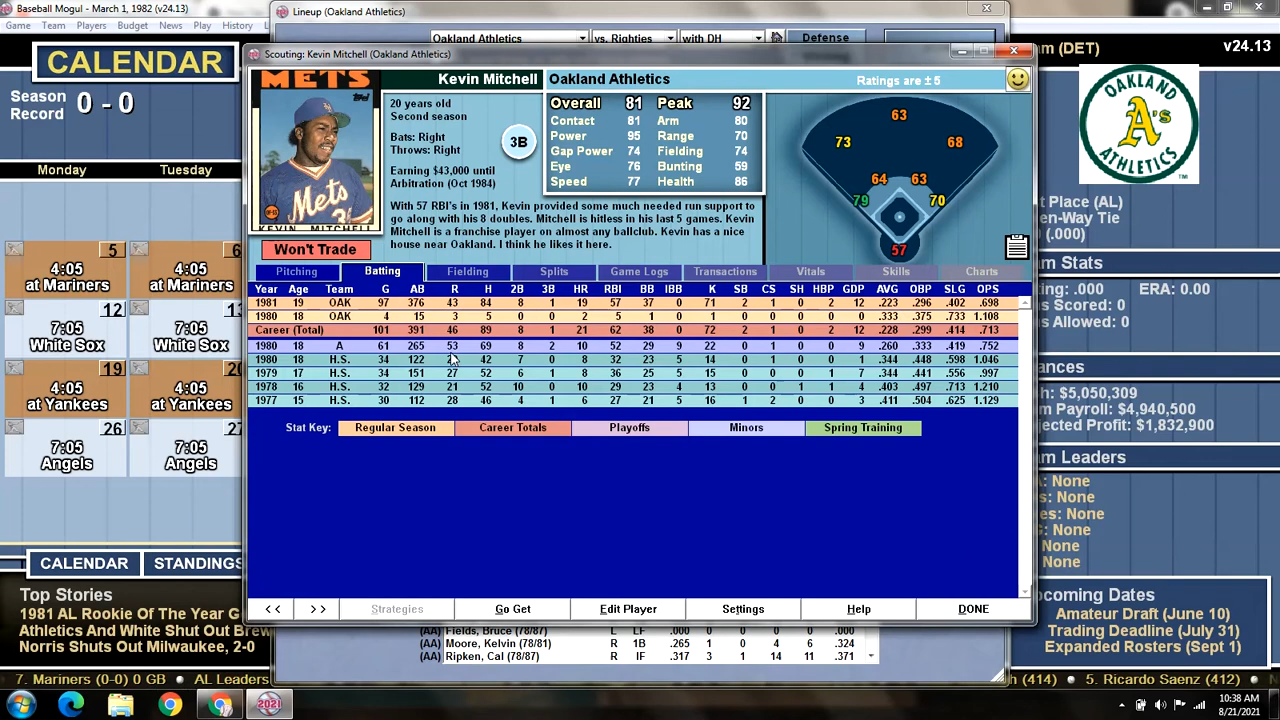 Baseball Mogul - March 1, 1982 (v24.13)
Game Team Players Budget News Play History
CALENDAR
Season Record 0 - 0
Monday Tuesday
5 4:05 at Mariners
6 4:05 at Mariners
12 7:05 White Sox
13 7:05 White Sox
19 4:05 at Yankees
20 4:05 at Yankees
26 7:05 Angels
27 7:05 Angels
CALENDAR STANDINGS
Top Stories
1981 AL Rookie Of The Year G
Athletics And White Shut Out Brew
Norris Shuts Out Milwaukee, 2-0
Lineup (Oakland Athletics)
Oakland Athletics vs. Righties with DH Defense
Scouting: Kevin Mitchell (Oakland Athletics)
METS
Topps
Mets
OF-SS
KEVIN MITCHELL
Kevin Mitchell Oakland Athletics Ratings are ± 5
20 years old
Second season
Bats: Right
Throws: Right
Earning $43,000 until
Arbitration (Oct 1984)
3B
Overall 81 Peak 92
Contact 81 Arm 80
Power 95 Range 70
Gap Power 74 Fielding 74
Eye 76 Bunting 59
Speed 77 Health 86
63
73 68
64 63
79 70
57
With 57 RBI's in 1981, Kevin provided some much needed run support to
go along with his 8 doubles. Mitchell is hitless in his last 5 games. Kevin
Mitchell is a franchise player on almost any ballclub. Kevin has a nice
house near Oakland. I think he likes it here.
Won't Trade
Pitching Batting Fielding Splits Game Logs Transactions Vitals Skills Charts
Year Age Team G AB R H 2B 3B HR RBI BB IBB K SB CS SH HBP GDP AVG OBP SLG OPS
1981 19 OAK 97 376 43 84 8 1 19 57 37 0 71 2 1 0 2 12 .223 .296 .402 .698
1980 18 OAK 4 15 3 5 0 0 2 5 1 0 1 0 0 0 0 0 .333 .375 .733 1.108
Career (Total) 101 391 46 89 8 1 21 62 38 0 72 2 1 0 2 12 .228 .299 .414 .713
1980 18 A 61 265 53 69 8 2 10 52 29 9 22 0 0 0 0 9 .260 .333 .419 .752
1980 18 H.S. 34 122 42 7 0 8 32 23 5 14 0 1 0 0 1 .344 .448 .598 1.046
1979 17 H.S. 34 151 27 52 6 1 8 36 25 5 15 0 0 0 1 7 .344 .441 .556 .997
1978 16 H.S. 32 129 21 52 10 0 10 29 23 4 13 0 0 1 1 4 .403 .497 .713 1.210
1977 15 H.S. 30 112 28 46 4 1 6 27 21 5 16 1 2 0 0 3 .411 .504 .625 1.129
Stat Key: Regular Season Career Totals Playoffs Minors Spring Training
<< >> Strategies Go Get Edit Player Settings Help DONE
(AA) Fields, Bruce (78/87) L LF .000 0 0 0 .000
(AA) Moore, Kelvin (78/81) R 1B .265 1 0 4 6 .324
(AA) Ripken, Cal (78/87) R IF .317 3 1 14 11 .371
am (DET) v24.13
ATHLETICS
A's
OAKLAND
Place (AL)
en-Way Tie
(.000)
am Stats
: .000 ERA: 0.00
s Scored: 0
s Allowed: 0
ances
h: $5,050,309
m Payroll: $4,940,500
jected Profit: $1,832,900
am Leaders
A: None
s: None
es: None
G: None
: None
: None
pcoming Dates
Amateur Draft (June 10)
Trading Deadline (July 31)
Expanded Rosters (Sept 1)
7. Mariners (0-0) 0 GB AL Leaders h (414) 5. Ricardo Saenz (412)
2021
10:38 AM
8/21/2021